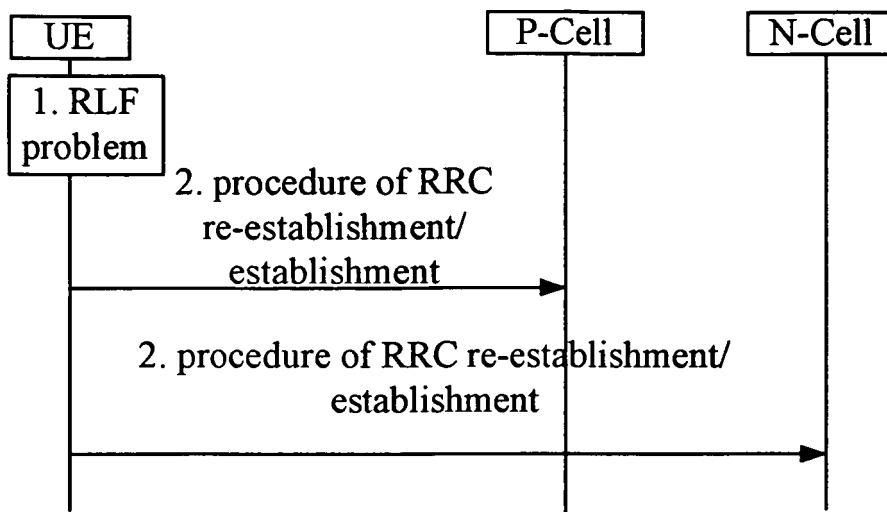 UE
P-Cell
N-Cell
1. RLF
problem
2. procedure of RRC
re-establishment/
establishment
2. procedure of RRC re-establishment/
establishment